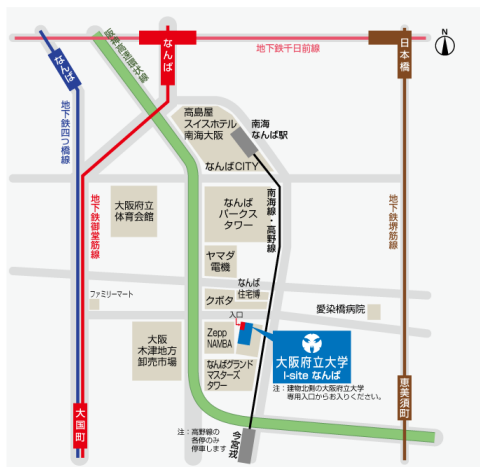 N
地下鉄千日前線
なんば
なんば
日本橋
阪神高速環状線
地下鉄四つ橋線
高島屋
スイスホテル
南海大阪
南海
なんば駅
なんばCITY
地下鉄御堂筋線
大阪府立
体育会館
なんば
パークス
タワー
南海線・高野線
地下鉄堺筋線
ヤマダ
電機
なんば
住宅博
クボタ
ファミリーマート
入口
愛染橋病院
大阪
木津地方
卸売市場
Zepp
NAMBA
大阪府立大学
I-site なんば
なんばグランド
マスターズ
タワー
注：建物北側の大阪府立大学
専用入口からお入りください。
大国町
恵美須町
注：高野線の
各停のみ
停車します
今宮戎